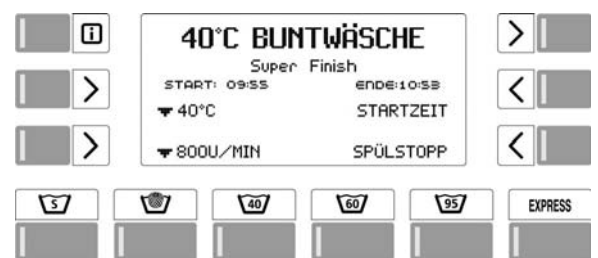 40°C BUNTWÄSCHE
Super Finish
START: 09:55 ENDE:10:53
40°C STARTZEIT
800U/MIN SPÜLSTOPP
S 40 60 95 EXPRESS